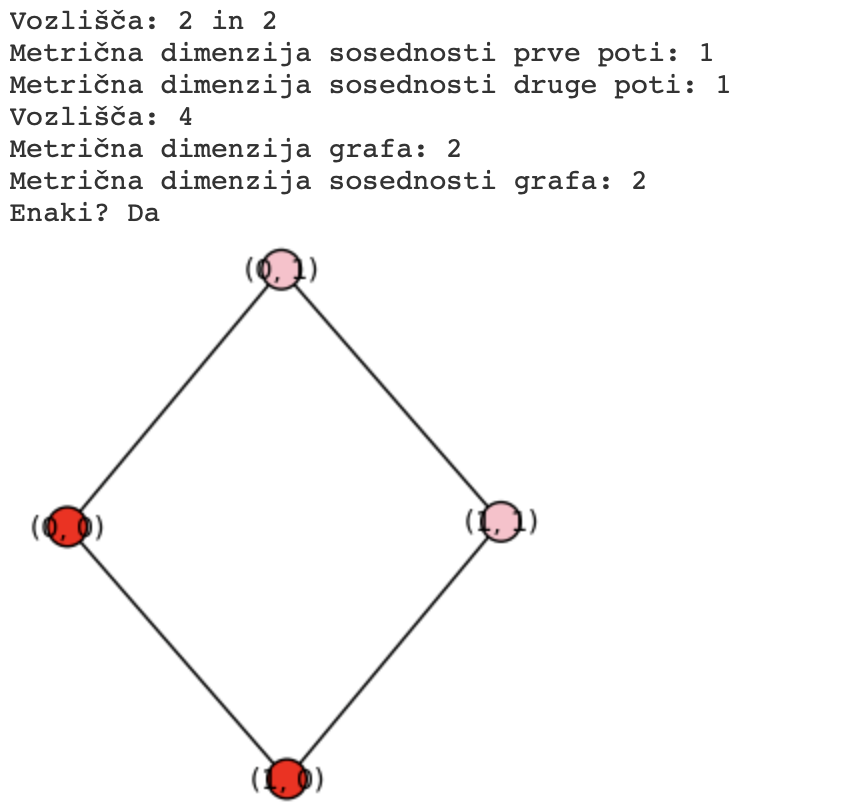 Vozlišča: 2 in 2
Metrična dimenzija sosednosti prve poti: 1
Metrična dimenzija sosednosti druge poti: 1
Vozlišča: 4
Metrična dimenzija grafa: 2
Metrična dimenzija sosednosti grafa: 2
Enaki? Da
(0, 1)
(0, 0)
(1, 1)
(1, 0)